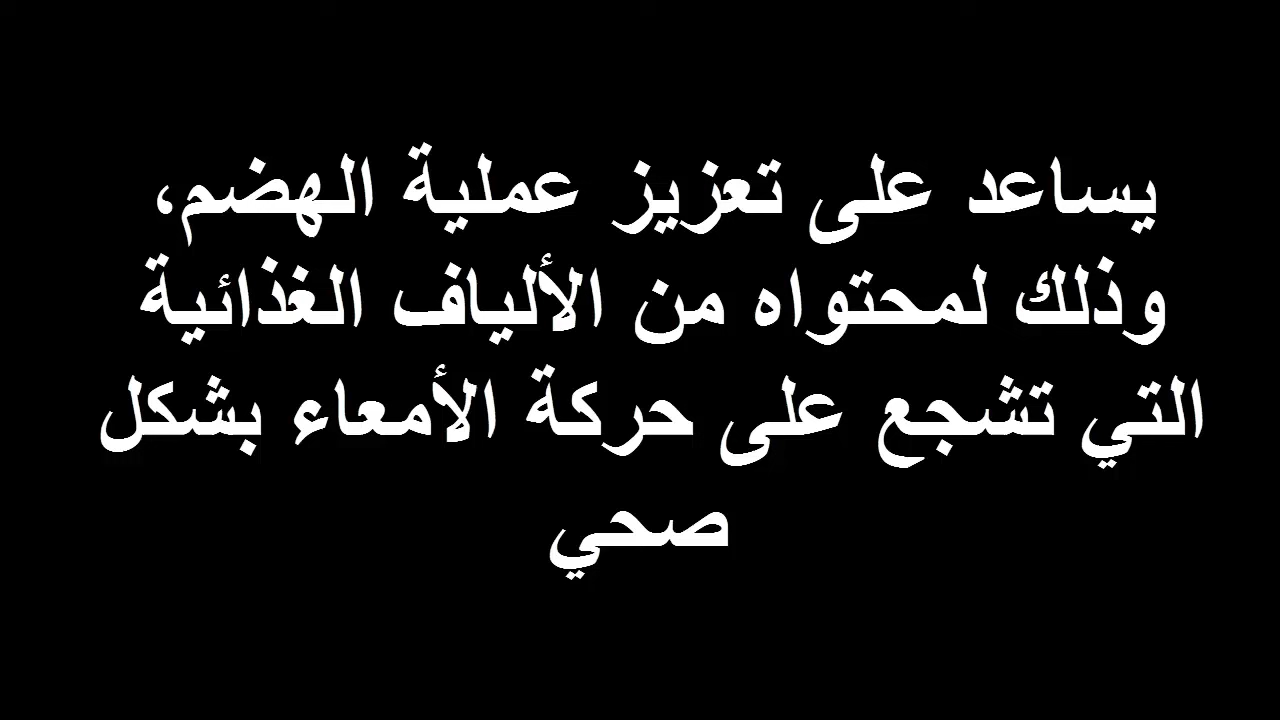 يساعد على تعزيز عملية الهضم،
وذلك لمحتواه من الألياف الغذائية
التي تشجع على حركة الأمعاء بشكل
صحي